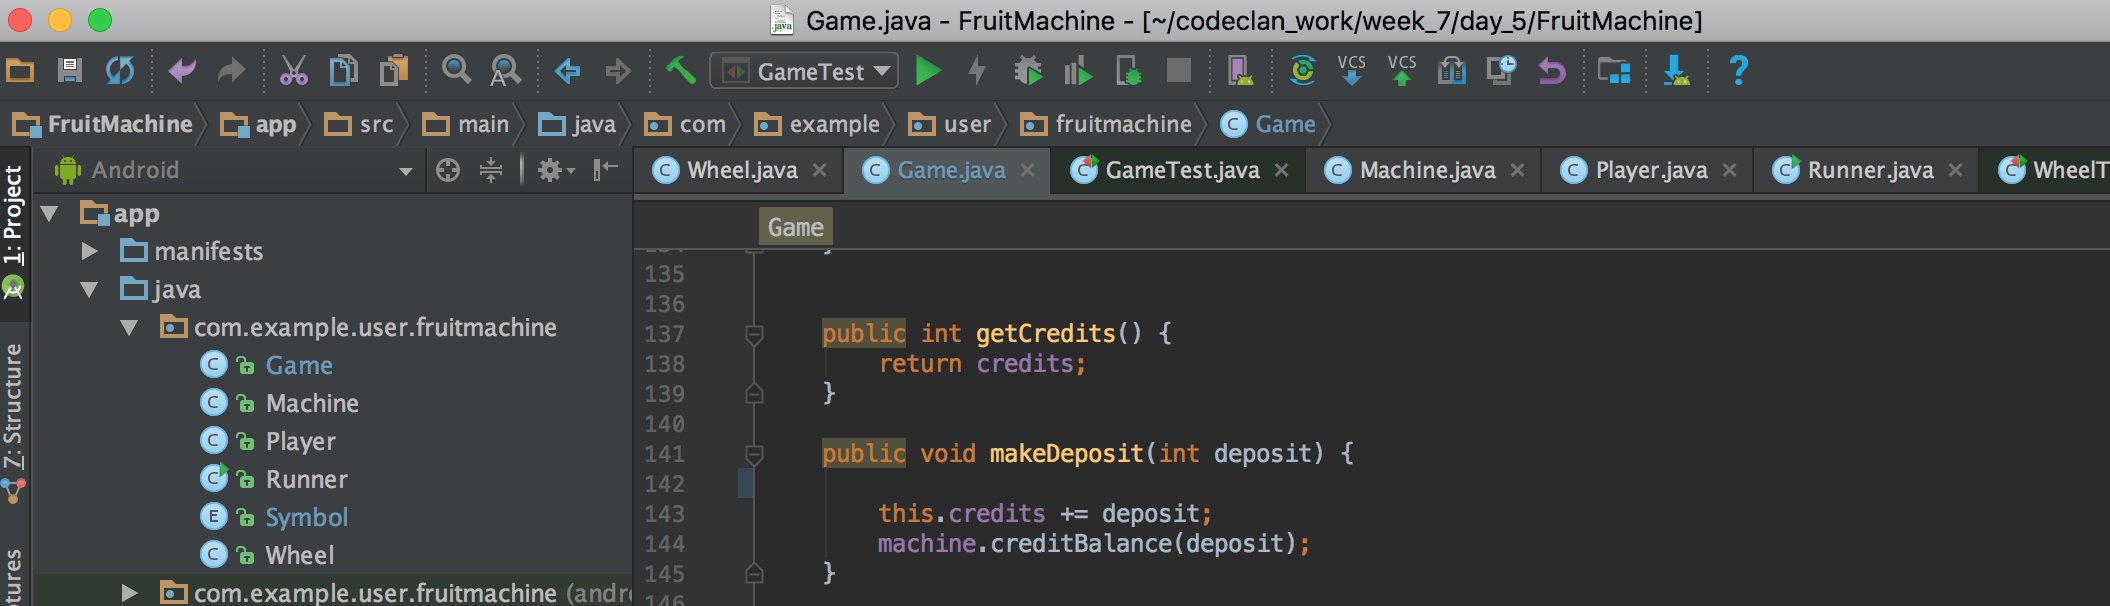 Game.java - FruitMachine - [~/codeclan_work/week_7/day_5/FruitMachine]
GameTest VCS VCS ?
FruitMachine app src main java com example user fruitmachine Game
Android
Wheel.java Game.java GameTest.java Machine.java Player.java Runner.java WheelT
1: Project
7: Structure
ptures
app
manifests
java
com.example.user.fruitmachine
Game
Machine
Player
Runner
Symbol
Wheel
com.example.user.fruitmachine (andr
Game
135
136
137 public int getCredits() {
138 return credits;
139 }
140
141 public void makeDeposit(int deposit) {
142
143 this.credits += deposit;
144 machine.creditBalance(deposit);
145 }